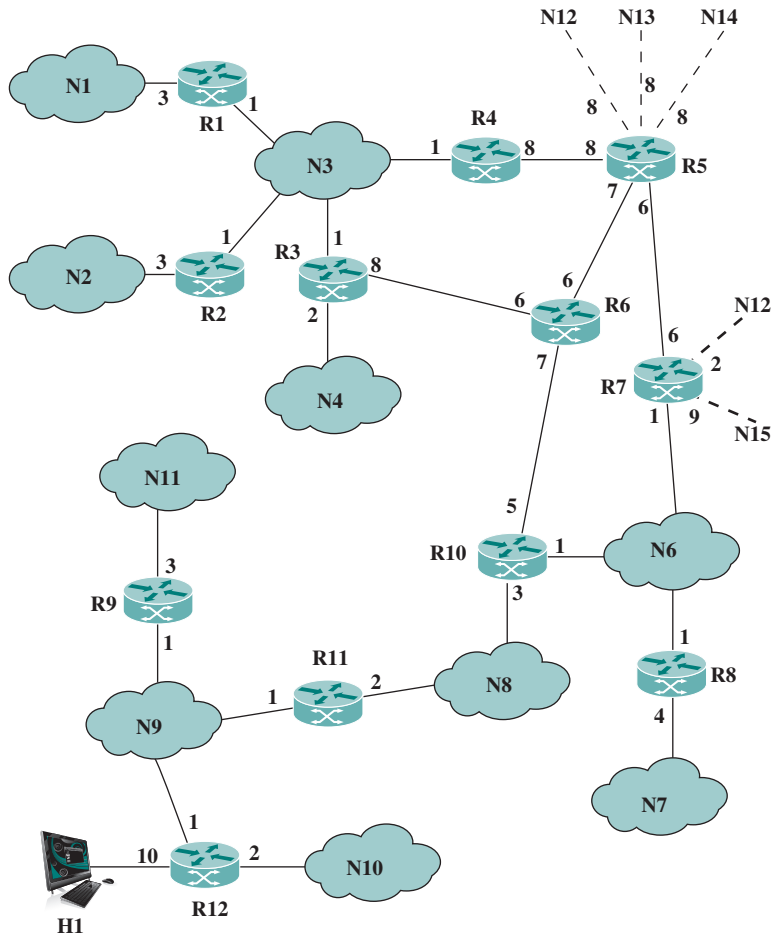 N12 N13 N14
8 8 8
N1 3 R1 1
R4
N3 1 8 8 R5
7 6
N2 3 R2 1
R3 1 8
2
6 6 R6
7
N4
6 N12
R7 2
1 9 N15
N11
5
R10 1 N6
3
3
R9
1
R11
1 2 N8
1 R8
4
N9
N7
1
10 2 N10
R12
H1